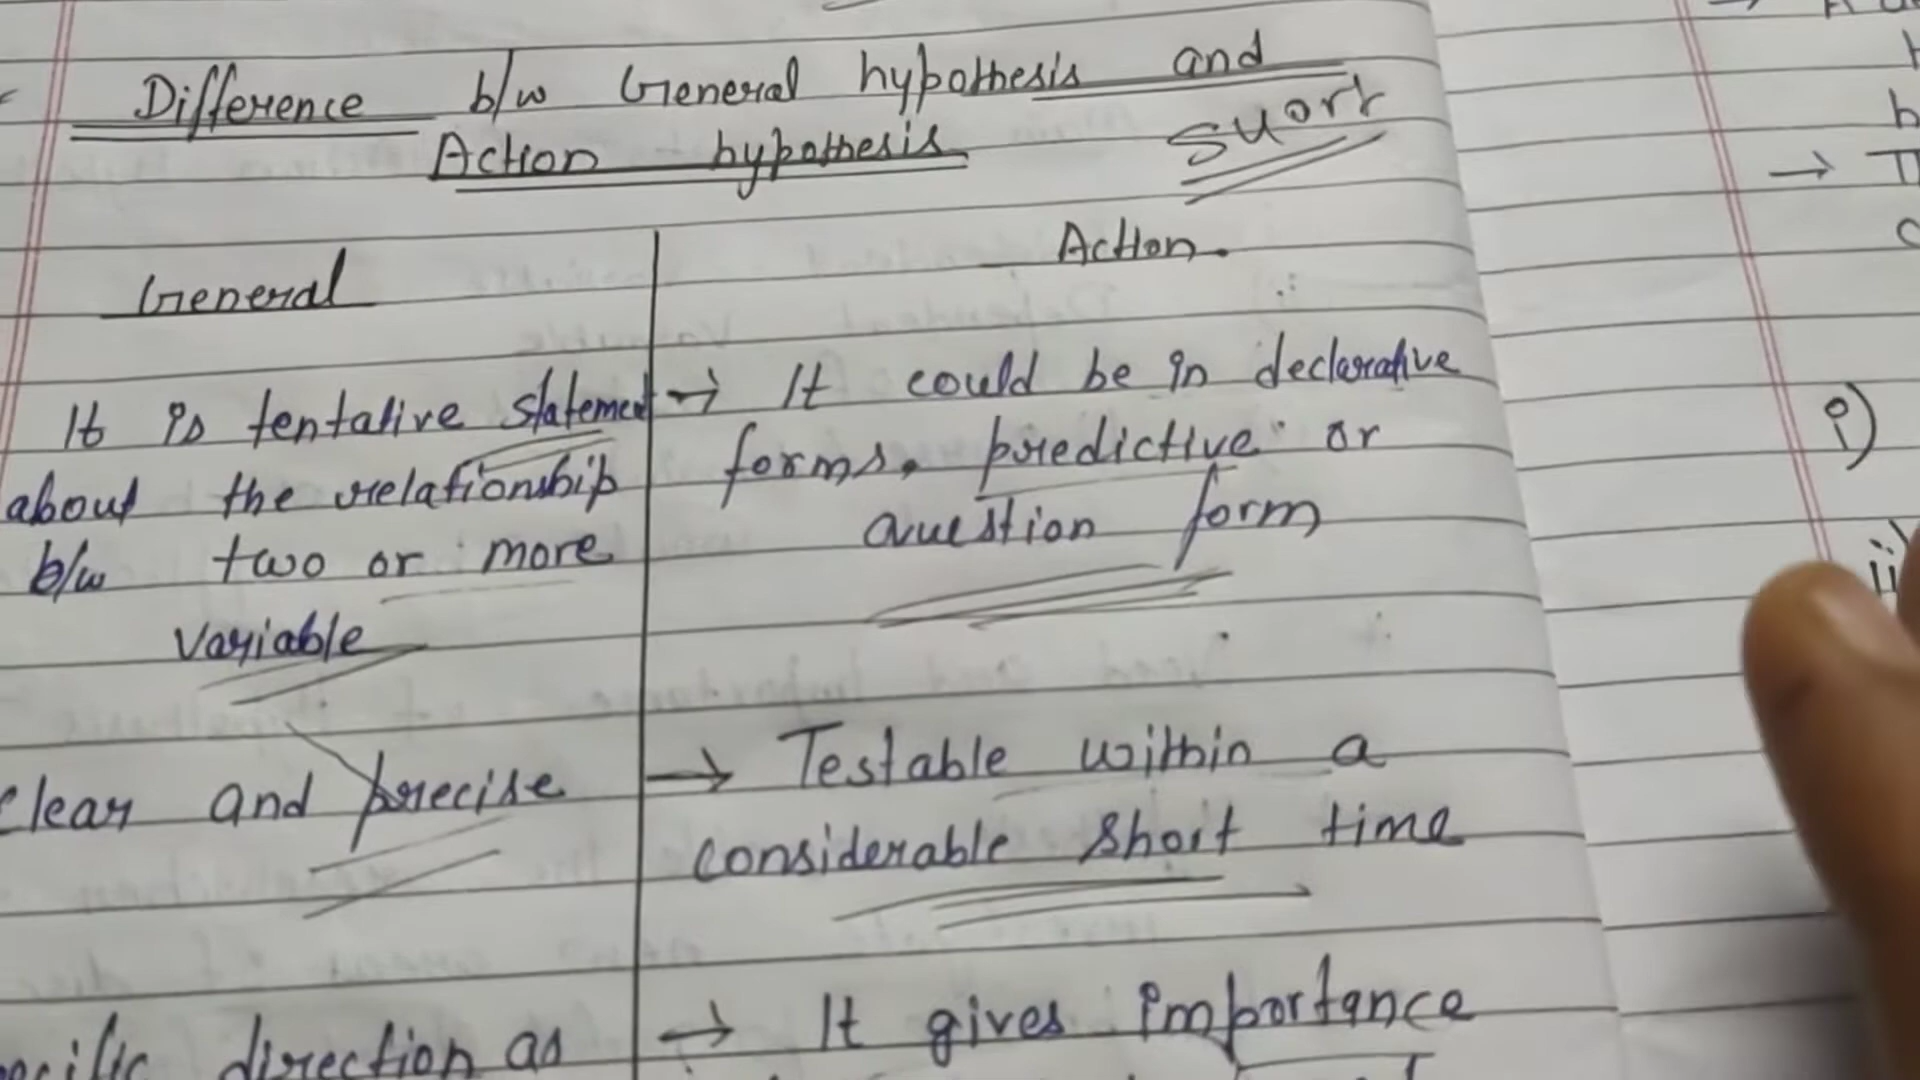 Difference b/w General hypothesis and
Action hypothesis
General
It is tentative statement
about the relationship
b/w two or more
variable
clear and precise
direction as
Action.
→ It could be in declarative
forms, predictive or
question form
→ Testable within a
considerable short time
→ It gives importance
→
i)
ii)